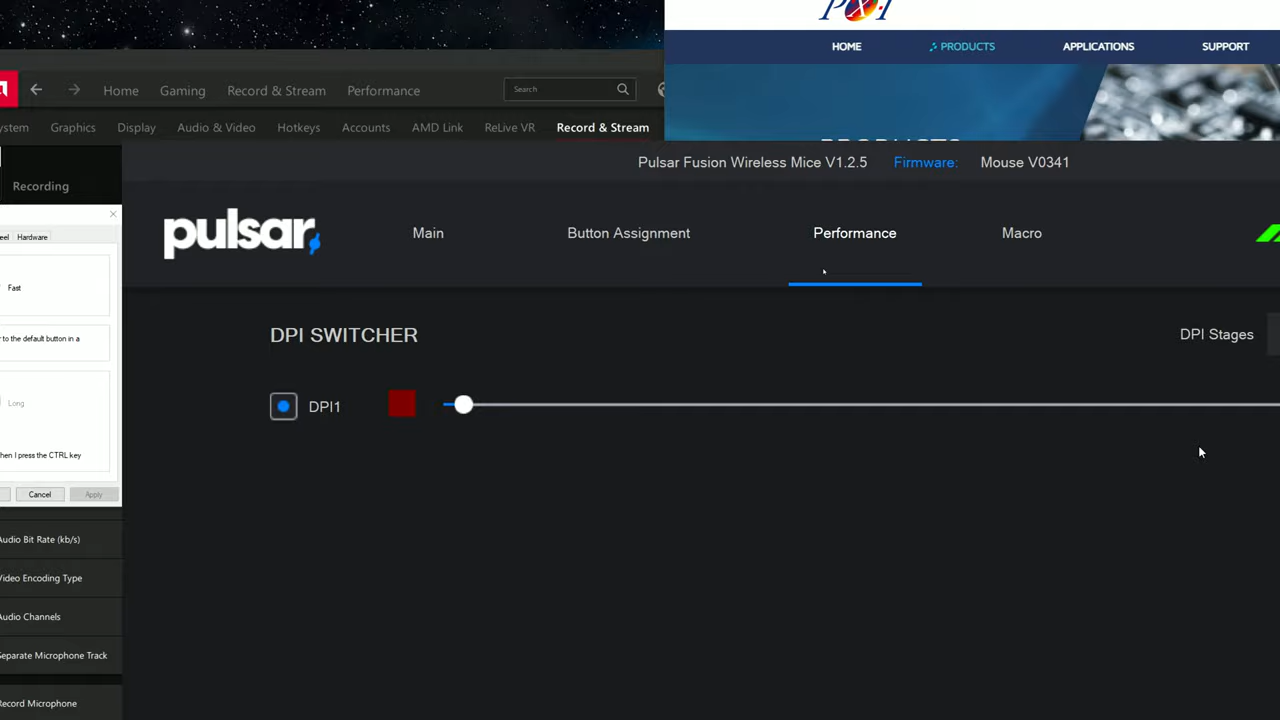 HOME PRODUCTS APPLICATIONS SUPPORT
Home Gaming Record & Stream Performance Search
Graphics Display Audio & Video Hotkeys Accounts AMD Link ReLive VR Record & Stream
Recording
Hardware
Fast
to the default button in a
Long
I press the CTRL key
Cancel Apply
Audio Bit Rate (kb/s)
Video Encoding Type
Audio Channels
Separate Microphone Track
Record Microphone
Pulsar Fusion Wireless Mice V1.2.5 Firmware: Mouse V0341
pulsar
Main Button Assignment Performance Macro
DPI SWITCHER DPI Stages
DPI1